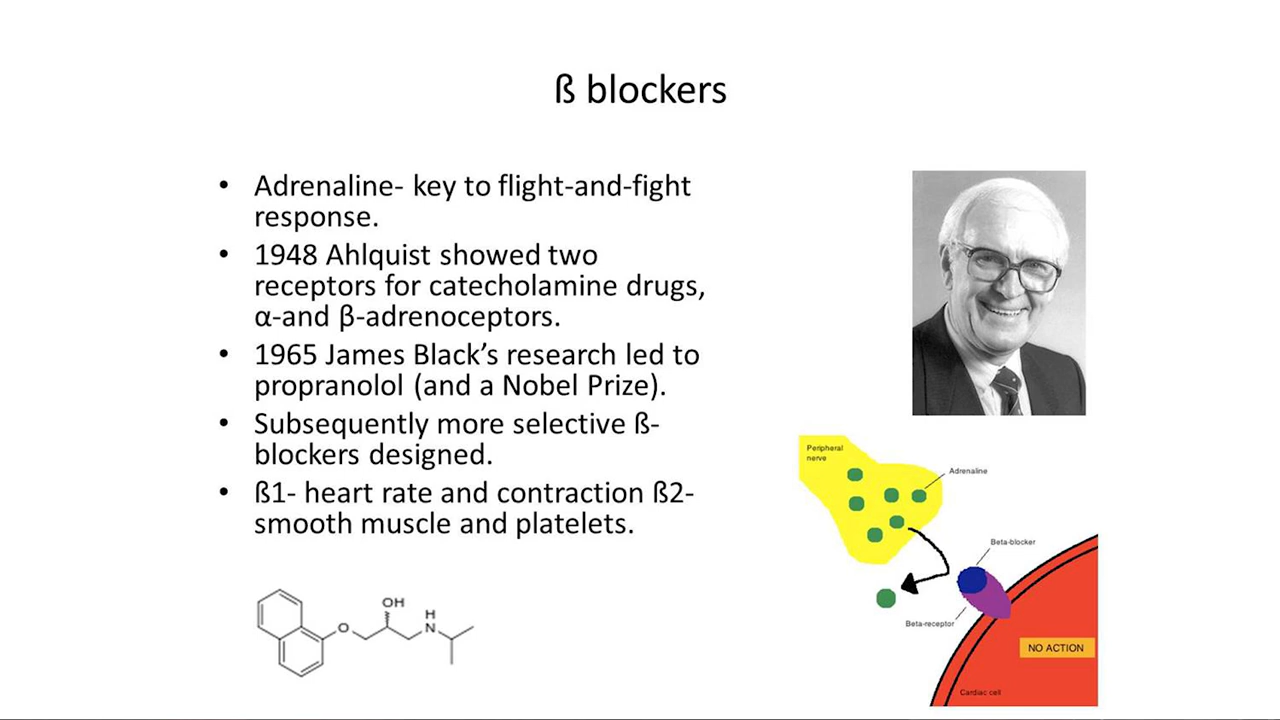 ß blockers
• Adrenaline- key to flight-and-fight
response.
• 1948 Ahlquist showed two
receptors for catecholamine drugs,
α-and β-adrenoceptors.
• 1965 James Black’s research led to
propranolol (and a Nobel Prize).
• Subsequently more selective ß-
blockers designed.
• ß1- heart rate and contraction ß2-
smooth muscle and platelets.
OH
O
H
N
Peripheral
nerve
Adrenaline
Beta-blocker
Beta-receptor
NO ACTION
Cardiac cell